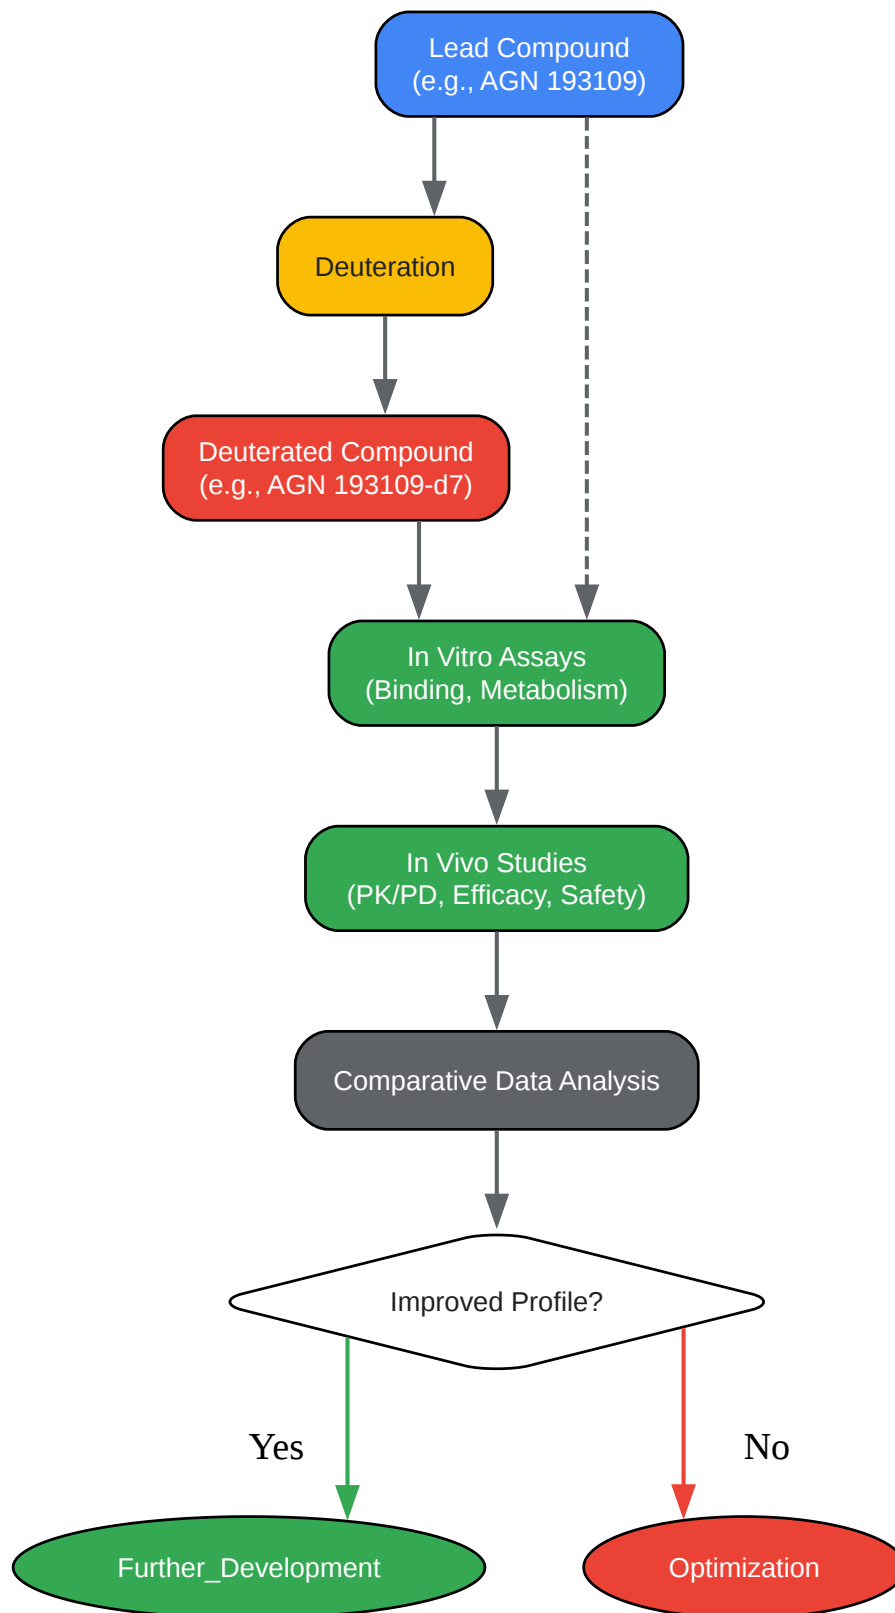 Lead Compound
(e.g., AGN 193109)
Deuteration
Deuterated Compound
(e.g., AGN 193109-d7)
In Vitro Assays
(Binding, Metabolism)
In Vivo Studies
(PK/PD, Efficacy, Safety)
Comparative Data Analysis
Improved Profile?
Yes
No
Further_Development
Optimization